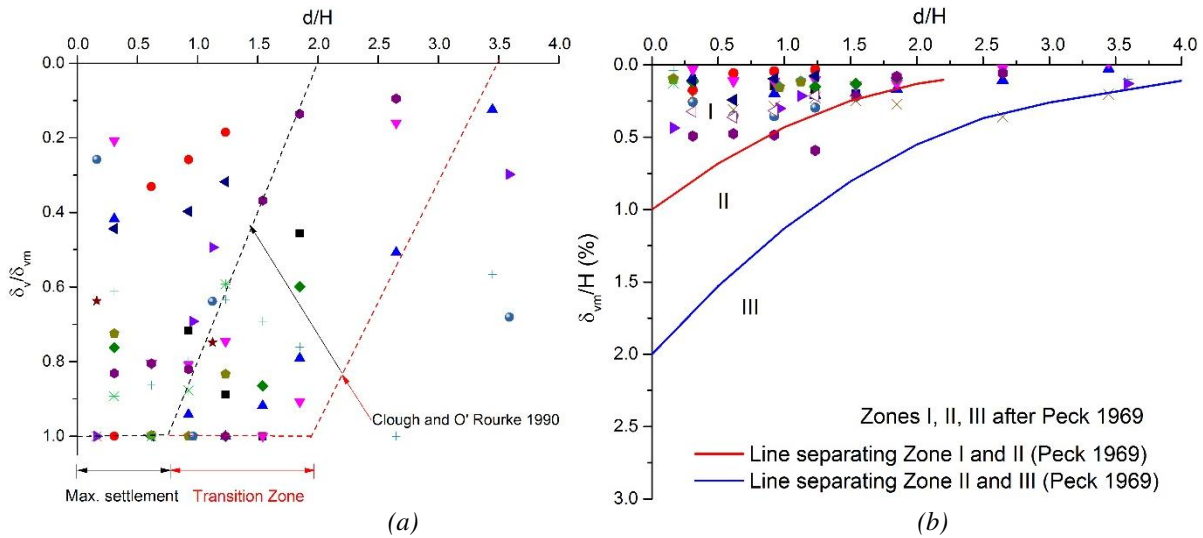 d/H
0.0 0.5 1.0 1.5 2.0 2.5 3.0 3.5 4.0
0.0
0.2
0.4
0.6
0.8
1.0
δv/δvm
Clough and O' Rourke 1990
Max. settlement
Transition Zone
(a)
d/H
0.0 0.5 1.0 1.5 2.0 2.5 3.0 3.5 4.0
0.0
0.5
1.0
1.5
2.0
2.5
3.0
δvm/H (%)
I
II
III
Zones I, II, III after Peck 1969
Line separating Zone I and II (Peck 1969)
Line separating Zone II and III (Peck 1969)
(b)